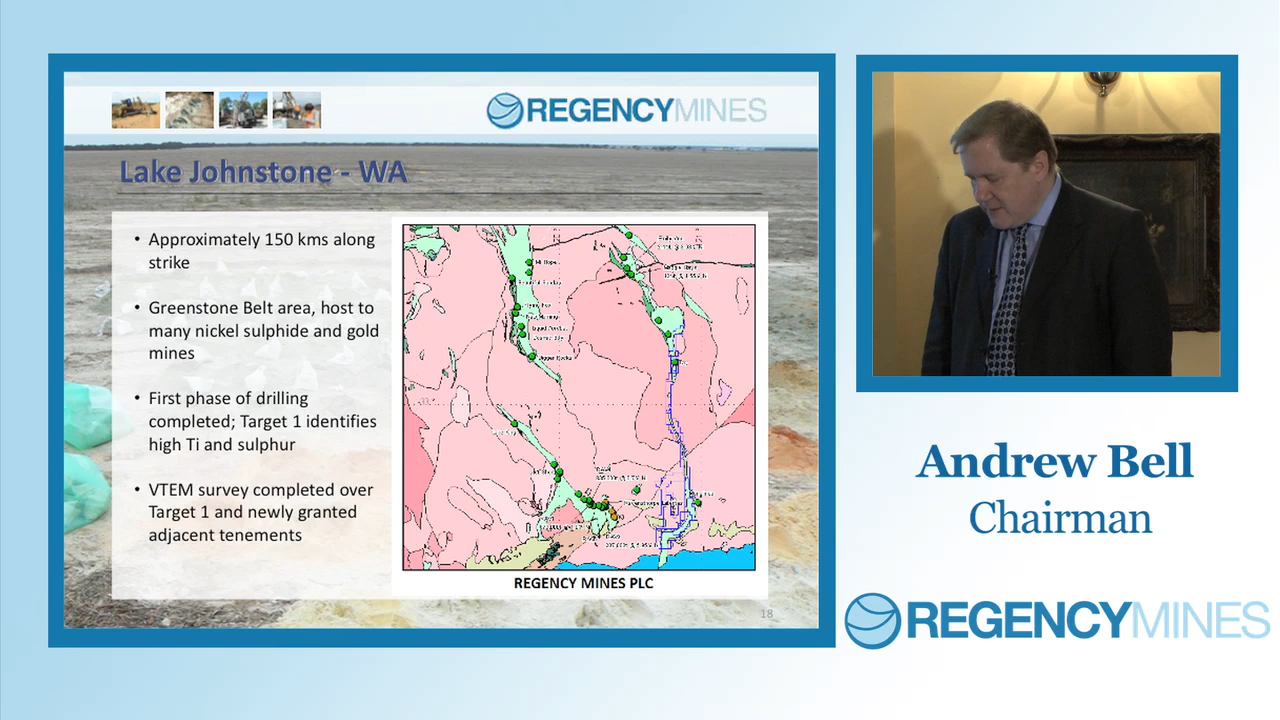 REGENCYMINES
Lake Johnstone - WA
• Approximately 150 kms along
strike
• Greenstone Belt area, host to
many nickel sulphide and gold
mines
• First phase of drilling
completed; Target 1 identifies
high Ti and sulphur
• VTEM survey completed over
Target 1 and newly granted
adjacent tenements
REGENCY MINES PLC
18
Andrew Bell
Chairman
REGENCYMINES